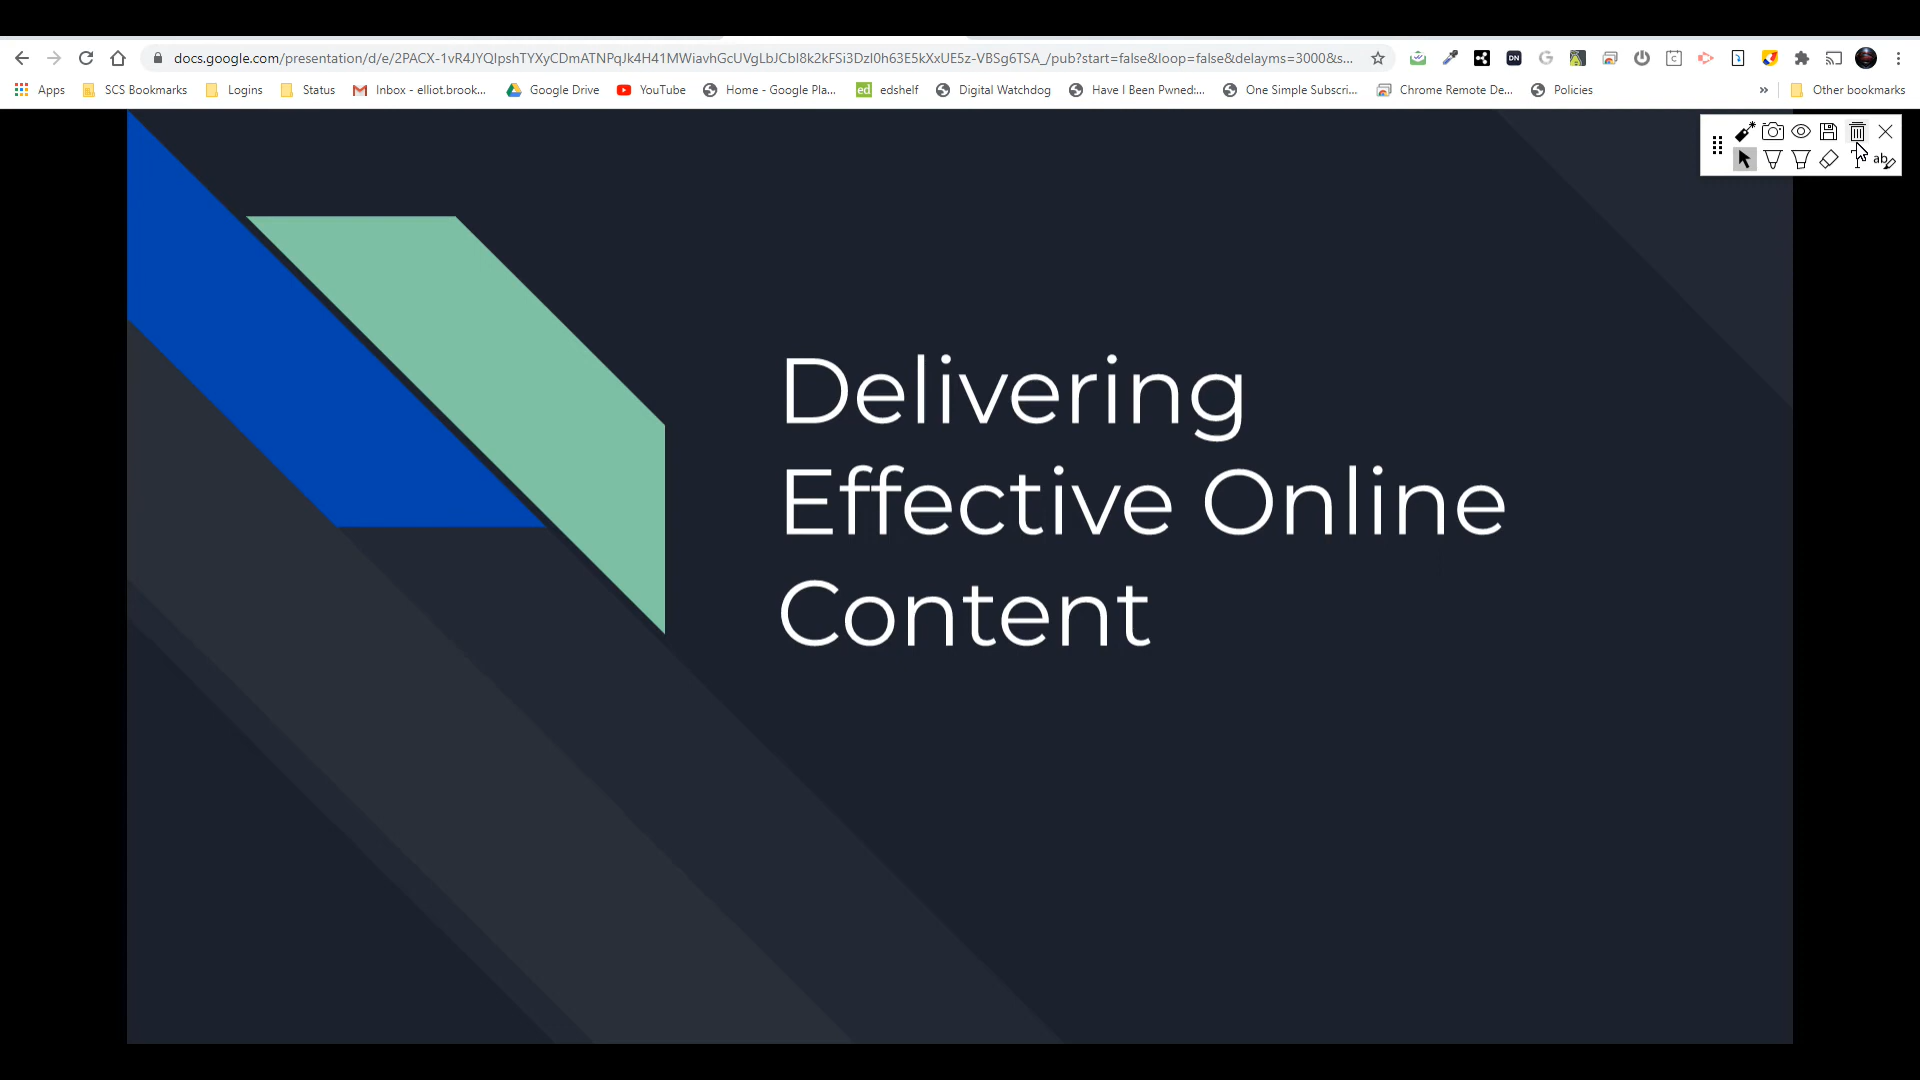 docs.google.com/presentation/d/e/2PACX-1vR4JYQIpshTYXyCDmATNPqJk4H41MWiavhGcUVgLbJCbI8k2kFSi3DzI0h63E5kXxUE5z-VBSg6TSA_/pub?start=false&loop=false&delayms=3000&s...
Apps SCS Bookmarks Logins Status Inbox - elliot.brook... Google Drive YouTube Home - Google Pla... ed edshelf Digital Watchdog Have I Been Pwned:... One Simple Subscri... Chrome Remote De... Policies » Other bookmarks
Delivering
Effective Online
Content